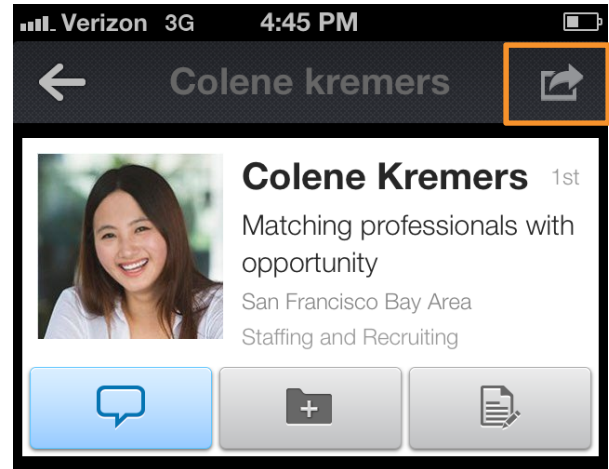 Verizon 3G 4:45 PM
Colene kremers
Colene Kremers 1st
Matching professionals with
opportunity
San Francisco Bay Area
Staffing and Recruiting